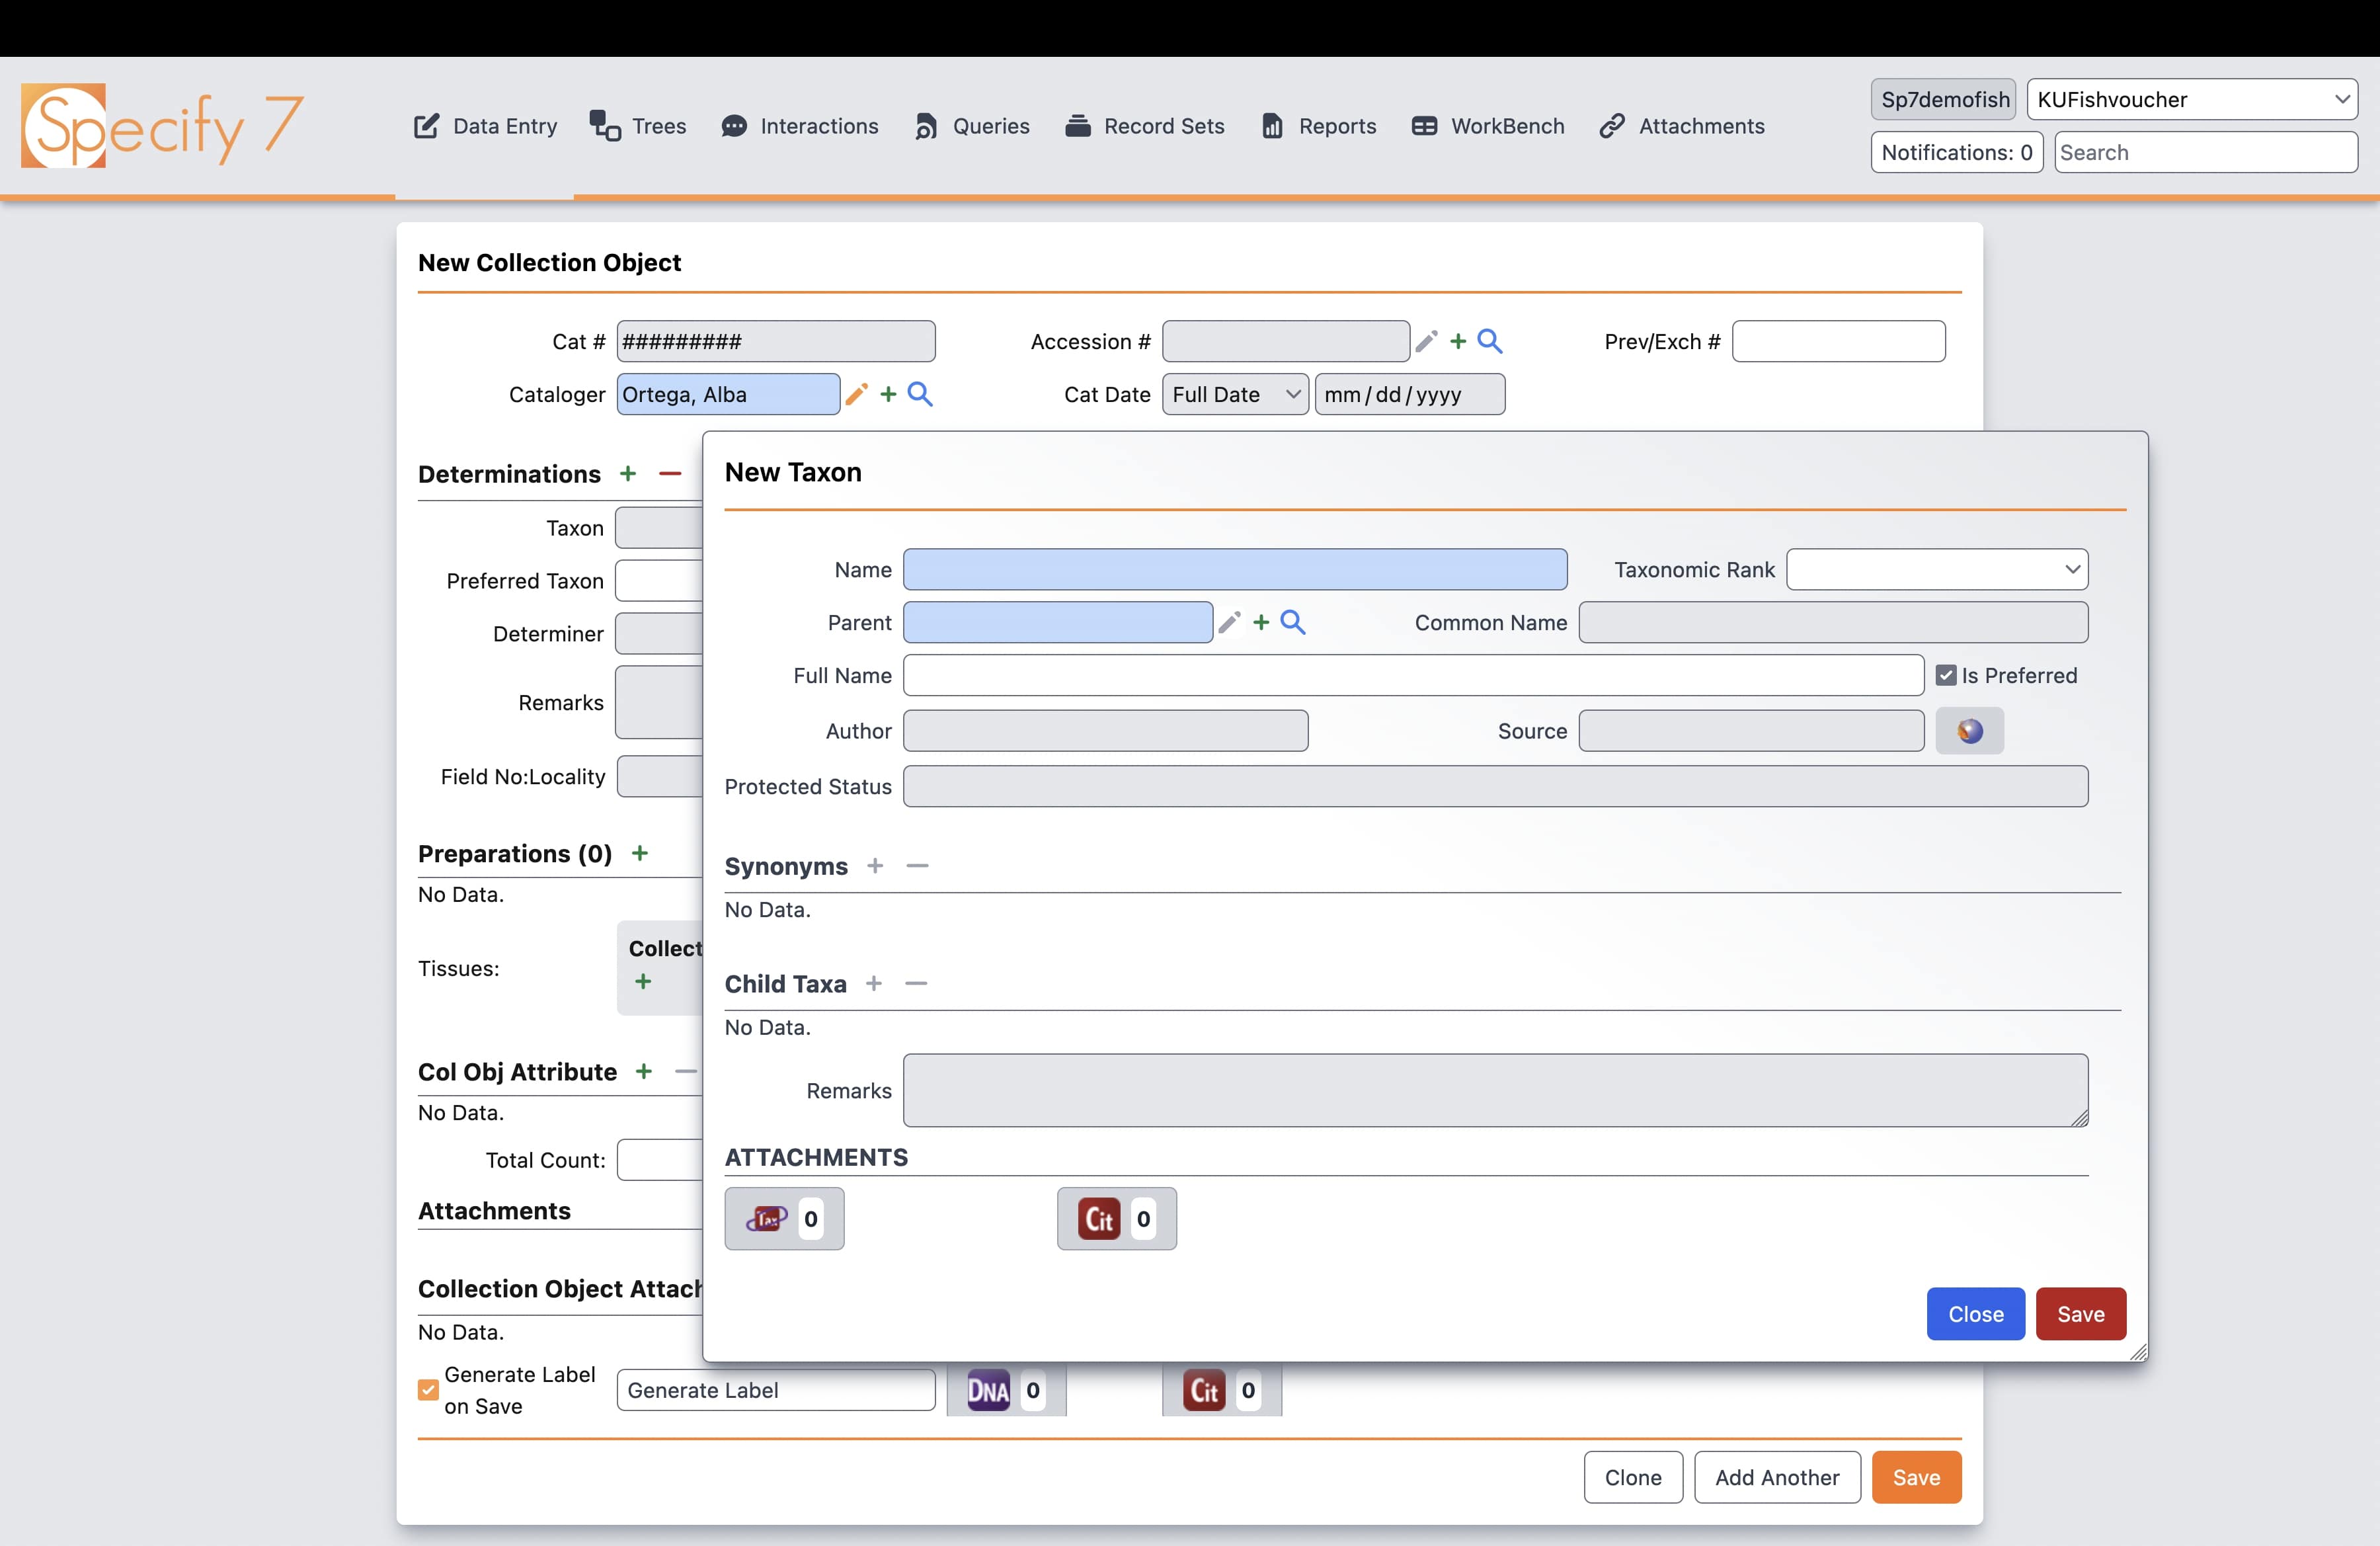 Specify 7
Data Entry
Trees
Interactions
Queries
Record Sets
Reports
WorkBench
Attachments
Sp7demofish
KUFishvoucher
Notifications: 0
Search
New Collection Object
Cat #
#########
Accession #
Prev/Exch #
Cataloger
Ortega, Alba
Cat Date
Full Date
mm/dd/yyyy
Determinations
Taxon
Preferred Taxon
Determiner
Remarks
Field No:Locality
Preparations (0)
No Data.
Tissues:
Collect
Col Obj Attribute
No Data.
Total Count:
Attachments
Collection Object Attach
No Data.
Generate Label
on Save
Generate Label
DNA 0
Cit 0
Clone
Add Another
Save
New Taxon
Name
Taxonomic Rank
Parent
Common Name
Full Name
Is Preferred
Author
Source
Protected Status
Synonyms
No Data.
Child Taxa
No Data.
Remarks
ATTACHMENTS
Tax 0
Cit 0
Close
Save